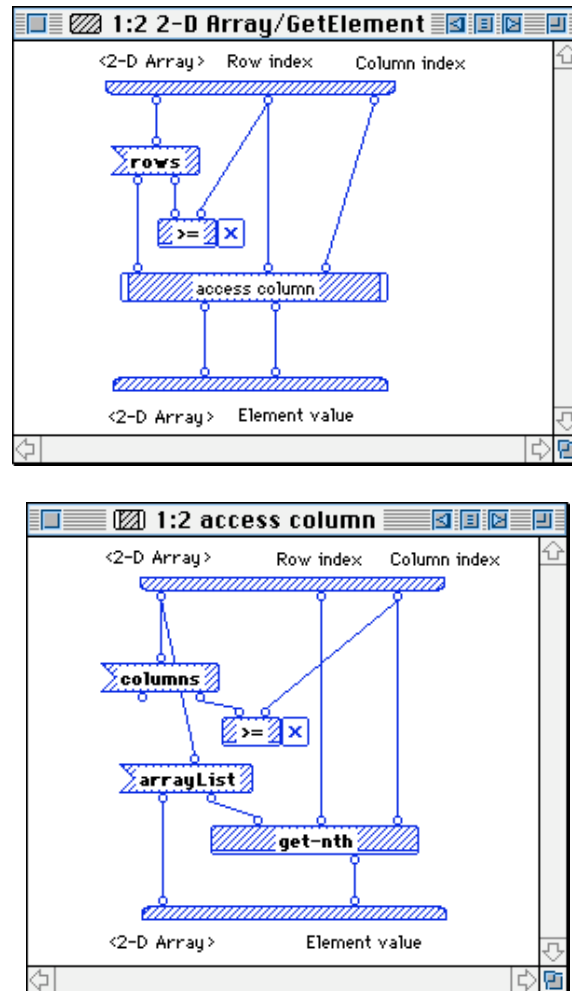 1:2 2-D Array/GetElement
<2-D Array> Row index Column index
rows
>= ×
access column
<2-D Array> Element value
1:2 access column
<2-D Array> Row index Column index
columns
>= ×
arrayList
get-nth
<2-D Array> Element value